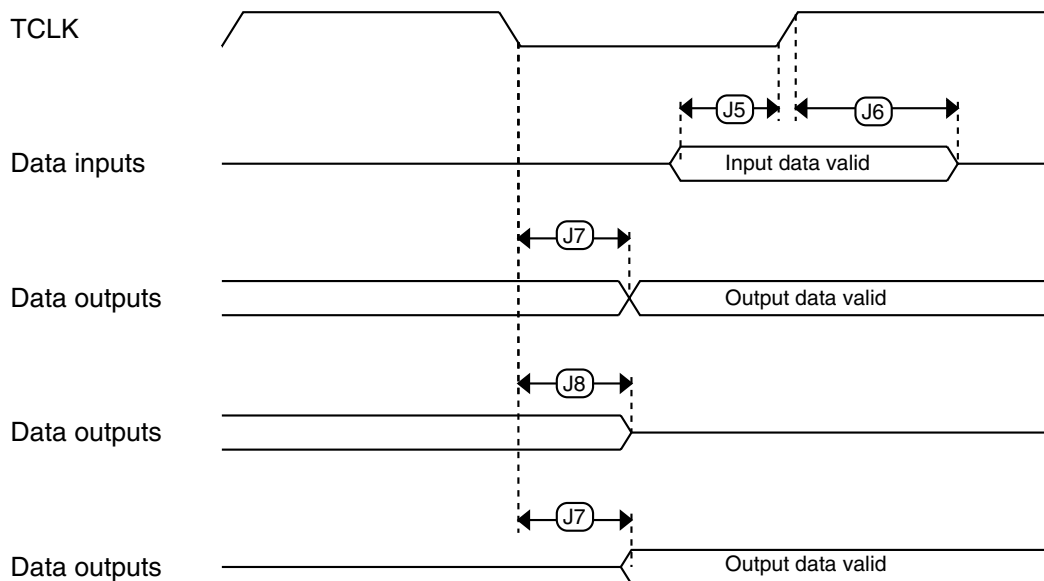 TCLK
J5
J6
Data inputs
Input data valid
J7
Data outputs
Output data valid
J8
Data outputs
J7
Data outputs
Output data valid